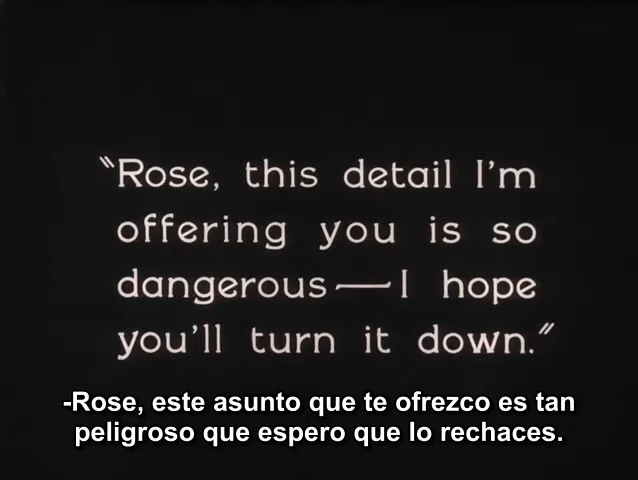 "Rose, this detail I'm
offering you is so
dangerous—I hope
you'll turn it down."
-Rose, este asunto que te ofrezco es tan
peligroso que espero que lo rechaces.